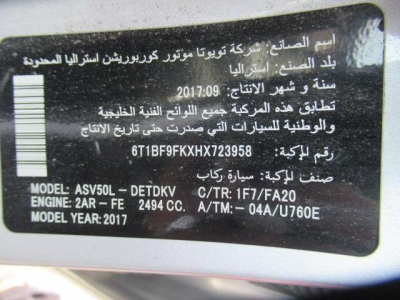 اسم الصانع: شركة تويوتا موتور كوربوريشن استراليا المحدودة
بلد الصانع: استراليا
سنة و شهر الانتاج: 2017:09
تطابق هذه المركبة جميع اللوائح الفنية الخليجية
والوطنية للسيارات التي صدرت حتى تاريخ الانتاج
رقم المركبة: 6T1BF9FKXHX723958
صنف المركبة: سيارة ركاب
MODEL: ASV50L – DETDKV C/TR: 1F7/FA20
ENGINE: 2AR – FE 2494 CC. A/TM: –04A/U760E
MODEL YEAR: 2017